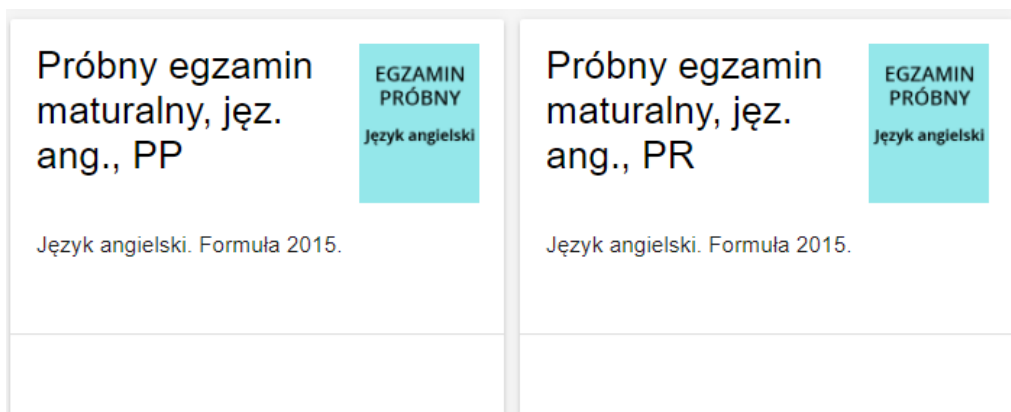 Próbny egzamin
maturalny, jęz.
ang., PP
EGZAMIN
PRÓBNY
Język angielski
Język angielski. Formuła 2015.
Próbny egzamin
maturalny, jęz.
ang., PR
EGZAMIN
PRÓBNY
Język angielski
Język angielski. Formuła 2015.